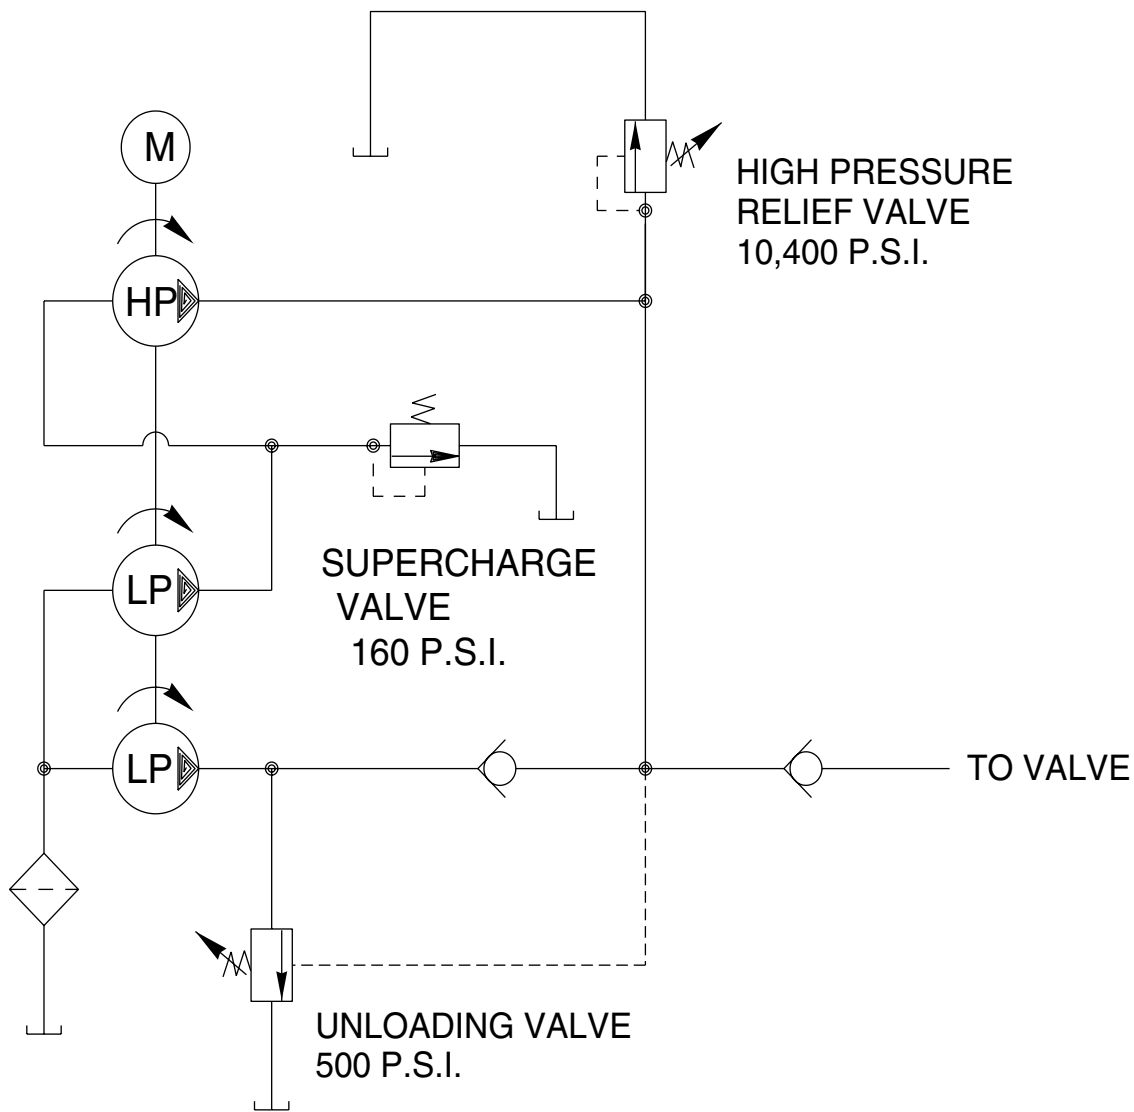 M
HIGH PRESSURE
RELIEF VALVE
10,400 P.S.I.
HP
SUPERCHARGE
VALVE
160 P.S.I.
LP
LP
TO VALVE
UNLOADING VALVE
500 P.S.I.